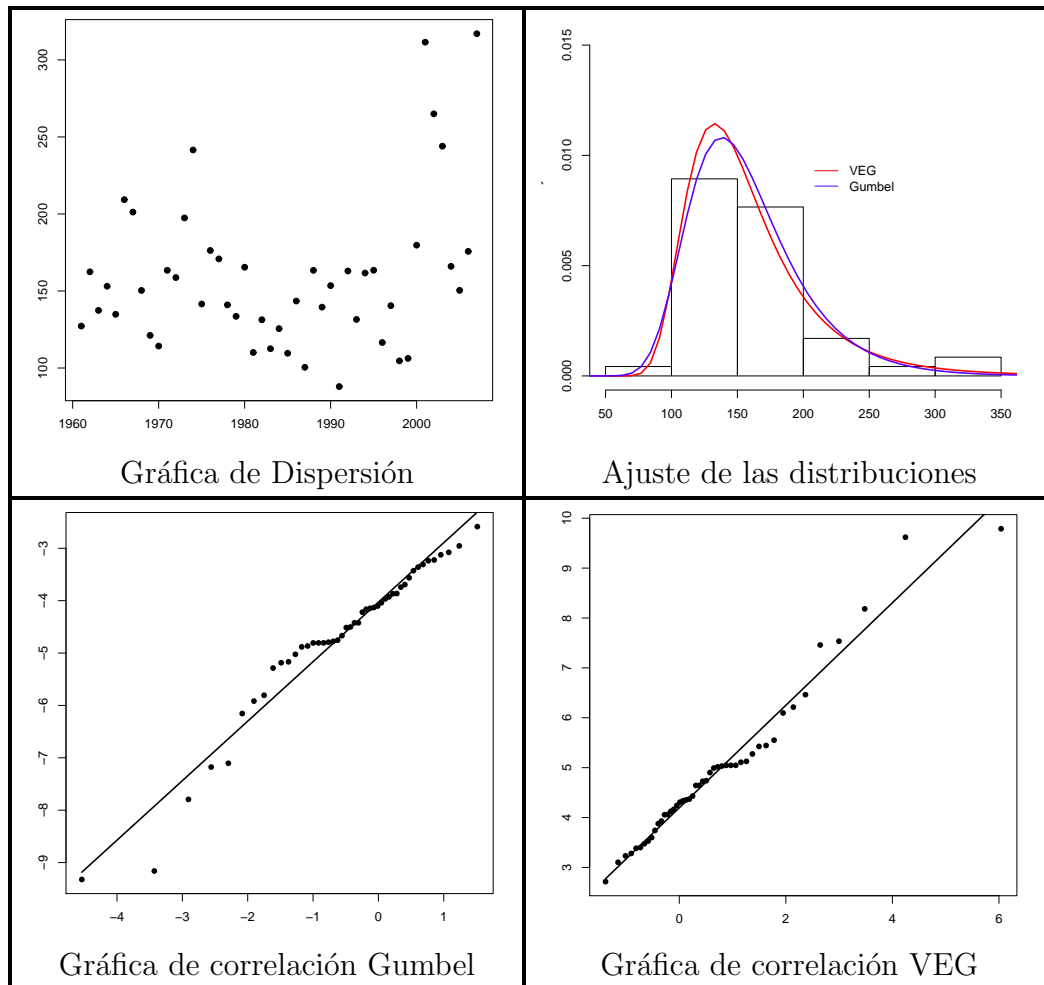 300
250
200
150
100
1960 1970 1980 1990 2000
Gráfica de Dispersión
0.015
0.010
0.005
0.000
VEG
Gumbel
50 100 150 200 250 300 350
Ajuste de las distribuciones
-3
-4
-5
-6
-7
-8
-9
-4 -3 -2 -1 0 1
Gráfica de correlación Gumbel
10
9
8
7
6
5
4
3
0 2 4 6
Gráfica de correlación VEG